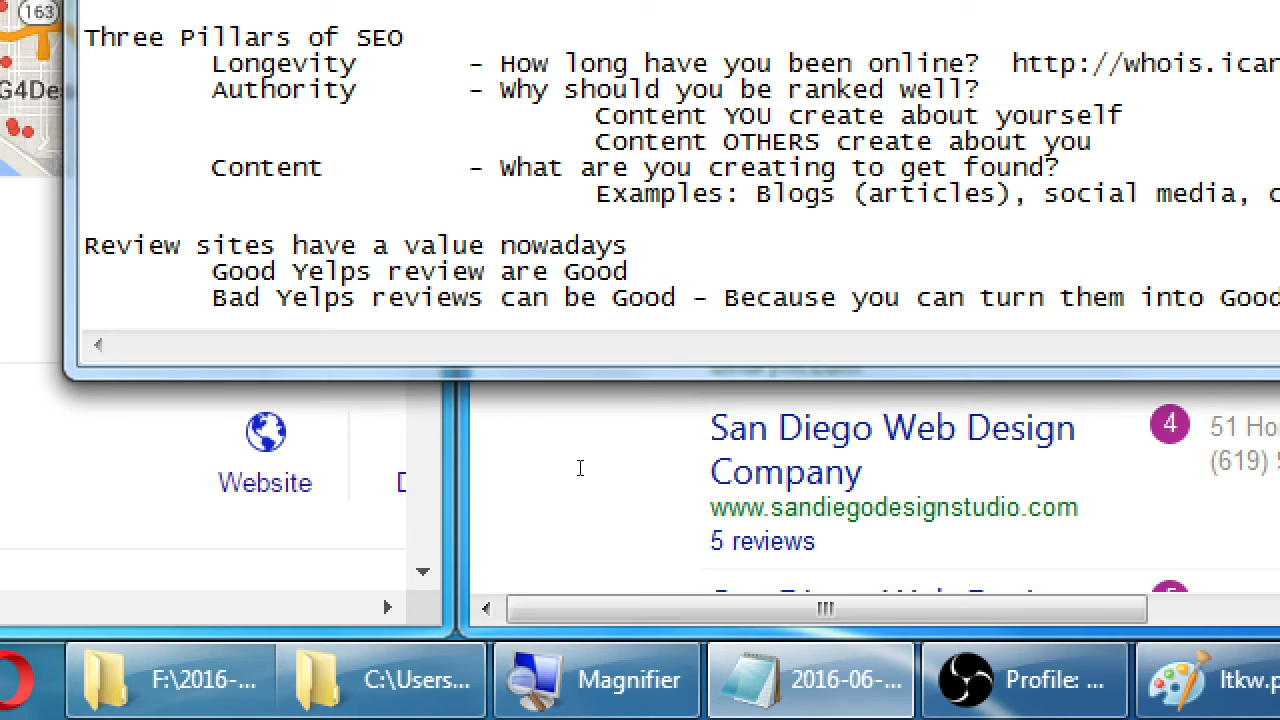 163
G4De
Three Pillars of SEO
Longevity - How long have you been online? http://whois.ican
Authority - Why should you be ranked well?
Content YOU create about yourself
Content OTHERS create about you
Content - What are you creating to get found?
Examples: Blogs (articles), social media, c
Review sites have a value nowadays
Good Yelps review are Good
Bad Yelps reviews can be Good - Because you can turn them into Good
Website
San Diego Web Design
Company
www.sandiegodesignstudio.com
5 reviews
4
51 Ho
(619)
F:\2016-...
C:\Users...
Magnifier
2016-06-...
Profile: ...
ltkw.p